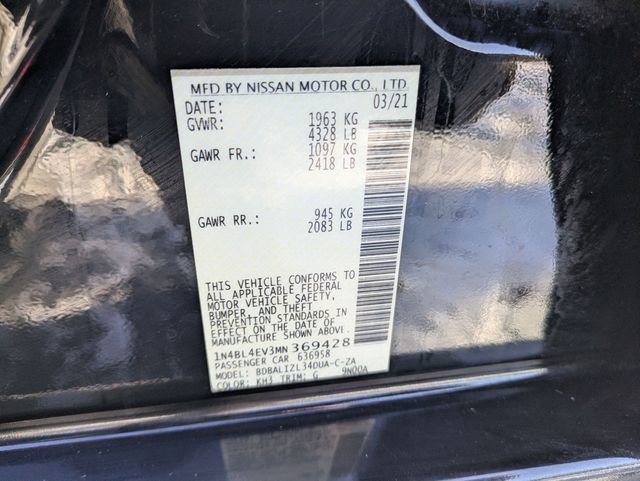 MFD BY NISSAN MOTOR CO., LTD
DATE: 03/21
GVWR: 1963 KG
4328 LB
GAWR FR.: 1097 KG
2418 LB
GAWR RR.: 945 KG
2083 LB
THIS VEHICLE CONFORMS TO
ALL APPLICABLE FEDERAL
MOTOR VEHICLE SAFETY,
BUMPER, AND THEFT
PREVENTION STANDARDS IN
EFFECT ON THE DATE OF
MANUFACTURE SHOWN ABOVE.
1N4BL4EV3MN 369428
PASSENGER CAR 636958
MODEL: BDBALIZL34DUA-C-ZA
COLOR: KH3 TRIM: G 9N00A